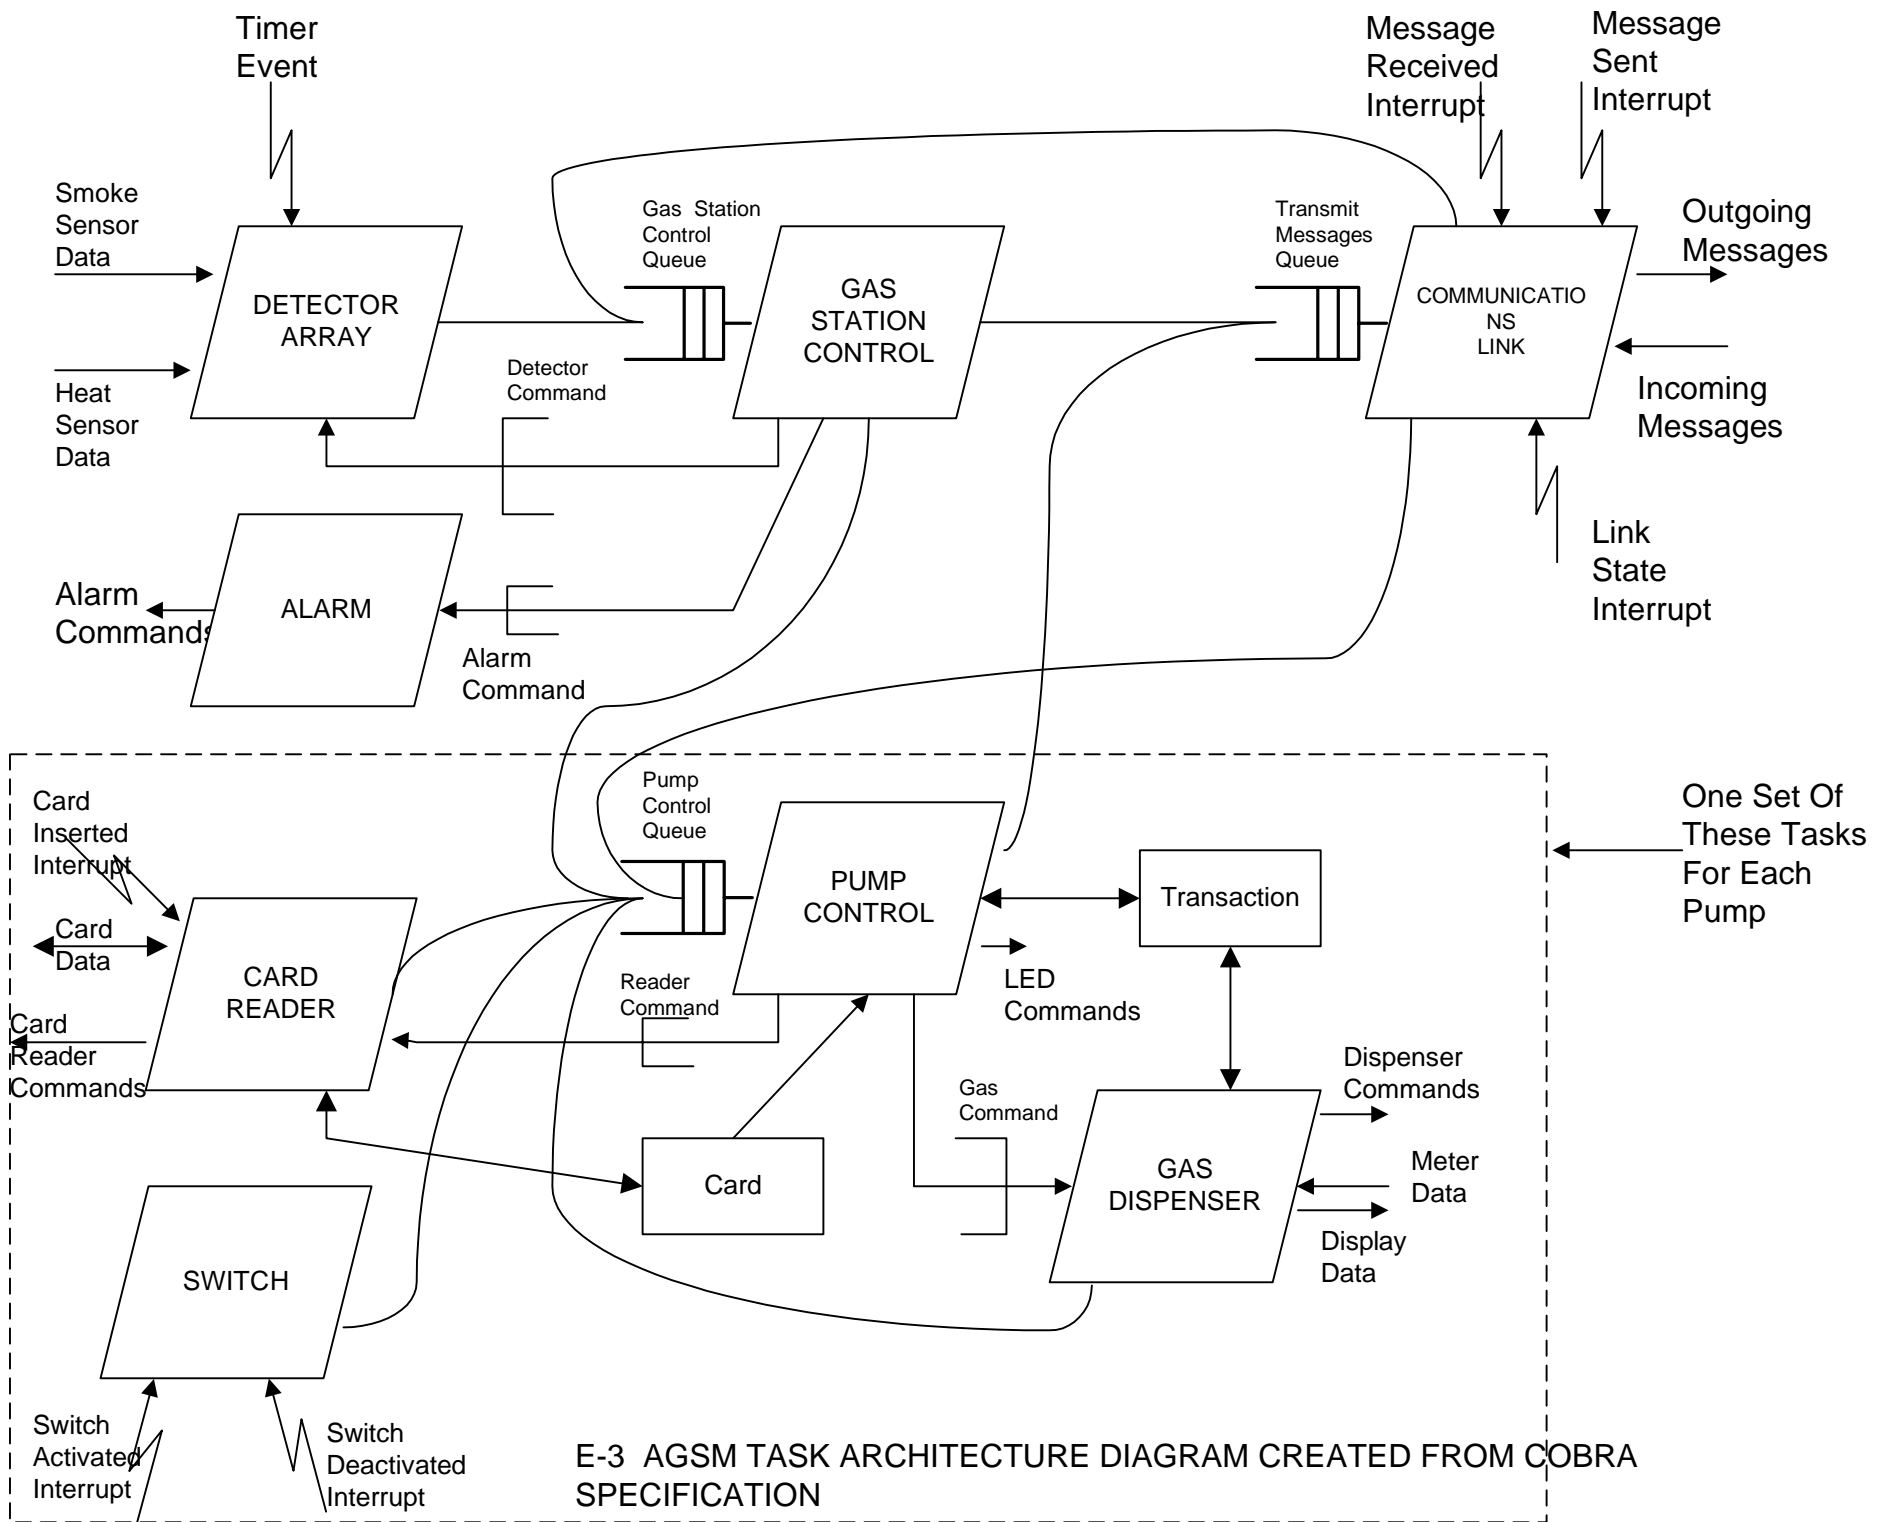 Timer
Event
Message
Received
Interrupt
Message
Sent
Interrupt
Smoke
Sensor
Data
Gas Station
Control
Queue
Transmit
Messages
Queue
Outgoing
Messages
DETECTOR
ARRAY
GAS
STATION
CONTROL
COMMUNICATIO
NS
LINK
Heat
Sensor
Data
Detector
Command
Incoming
Messages
Link
State
Interrupt
Alarm
Commands
ALARM
Alarm
Command
Card
Inserted
Interrupt
Pump
Control
Queue
One Set Of
These Tasks
For Each
Pump
PUMP
CONTROL
Transaction
Card
Data
CARD
READER
Reader
Command
LED
Commands
Card
Reader
Commands
Dispenser
Commands
Gas
Command
Card
GAS
DISPENSER
Meter
Data
Display
Data
SWITCH
Switch
Activated
Interrupt
Switch
Deactivated
Interrupt
E-3 AGSM TASK ARCHITECTURE DIAGRAM CREATED FROM COBRA
SPECIFICATION